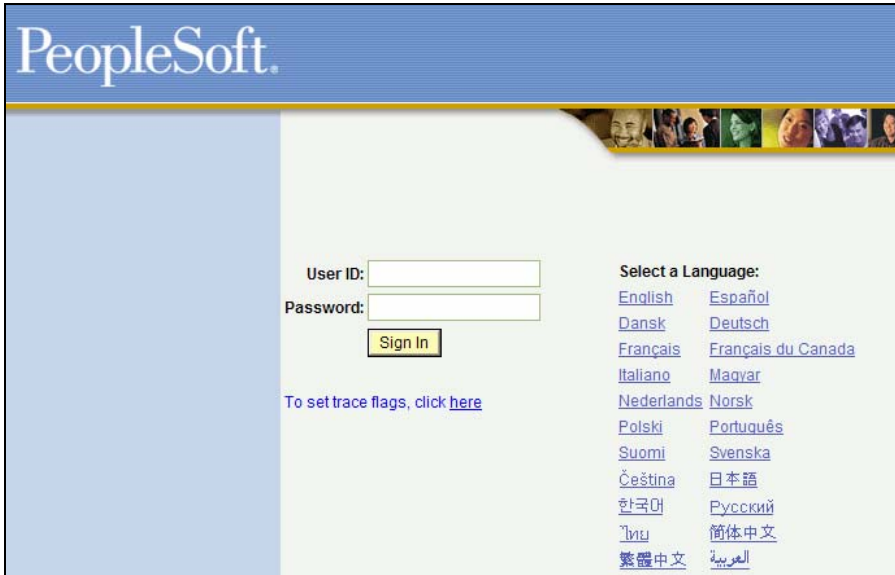 PeopleSoft.
User ID:
Password:
Sign In
To set trace flags, click here
Select a Language:
English Español
Dansk Deutsch
Français Français du Canada
Italiano Magyar
Nederlands Norsk
Polski Português
Suomi Svenska
Čeština 日本語
한국어 Русский
ไทย 简体中文
繁體中文 العربية